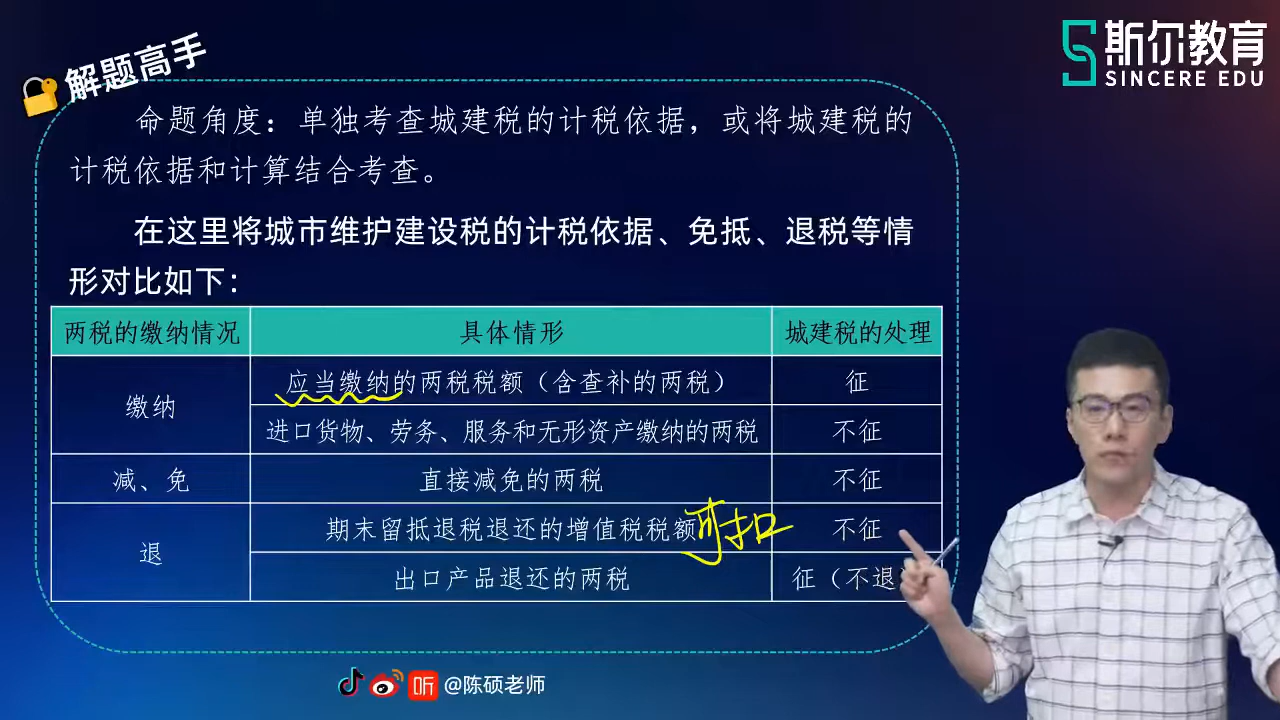 斯尔教育
SINCERE EDU
解题高手
命题角度：单独考查城建税的计税依据，或将城建税的
计税依据和计算结合考查。
在这里将城市维护建设税的计税依据、免抵、退税等情
形对比如下：
两税的缴纳情况 具体情形 城建税的处理
缴纳 应当缴纳的两税税额（含查补的两税） 征
进口货物、劳务、服务和无形资产缴纳的两税 不征
减、免 直接减免的两税 不征
退 期末留抵退税退还的增值税税额 可扣 不征
出口产品退还的两税 征（不退
听 @陈硕老师